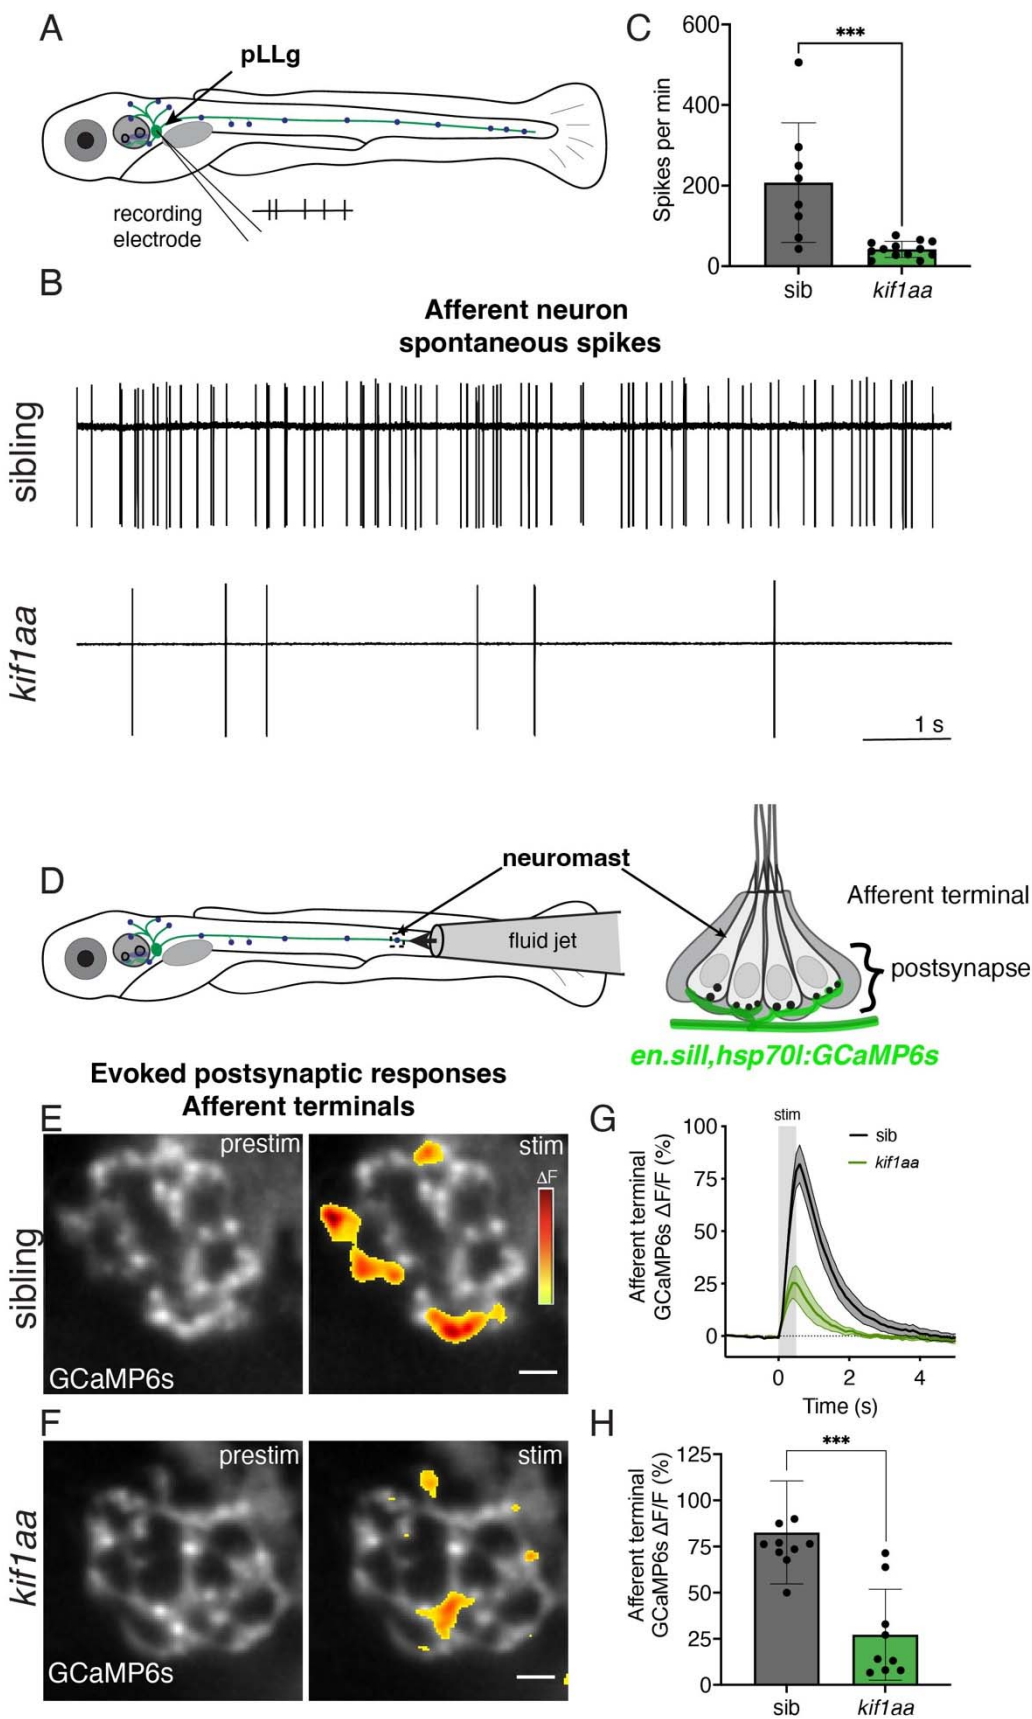 A
pLLg
recording
electrode
C
600
400
200
0
Spikes per min
***
sib
kif1aa
B
Afferent neuron
spontaneous spikes
sibling
kif1aa
1 s
D
neuromast
fluid jet
Afferent terminal
postsynapse
en.sill,hsp70l:GCaMP6s
Evoked postsynaptic responses
Afferent terminals
E
sibling
prestim
GCaMP6s
stim
ΔF
F
kif1aa
prestim
GCaMP6s
stim
G
stim
100
75
50
25
0
Afferent terminal
GCaMP6s ΔF/F (%)
sib
kif1aa
0
2
4
Time (s)
H
125
100
75
50
25
0
Afferent terminal
GCaMP6s ΔF/F (%)
***
sib
kif1aa